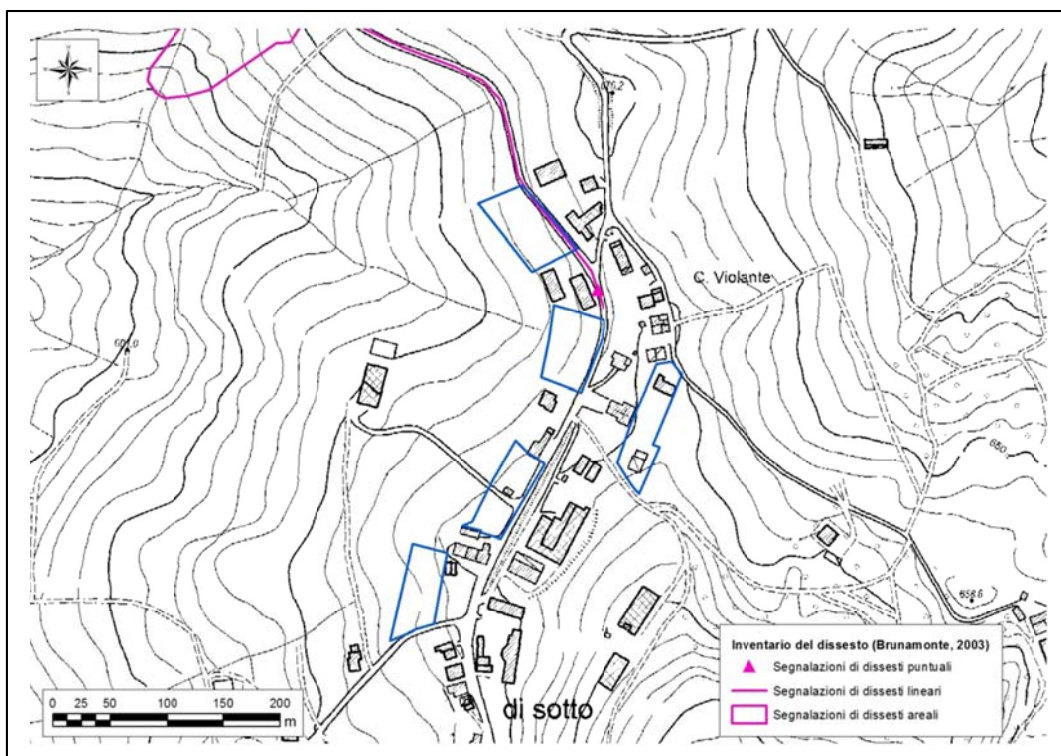 C. Violante
650
658.6
di sotto
Inventario del dissesto (Brunamonte, 2003)
Segnalazioni di dissesti puntuali
Segnalazioni di dissesti lineari
Segnalazioni di dissesti areali
0 25 50 100 150 200
m